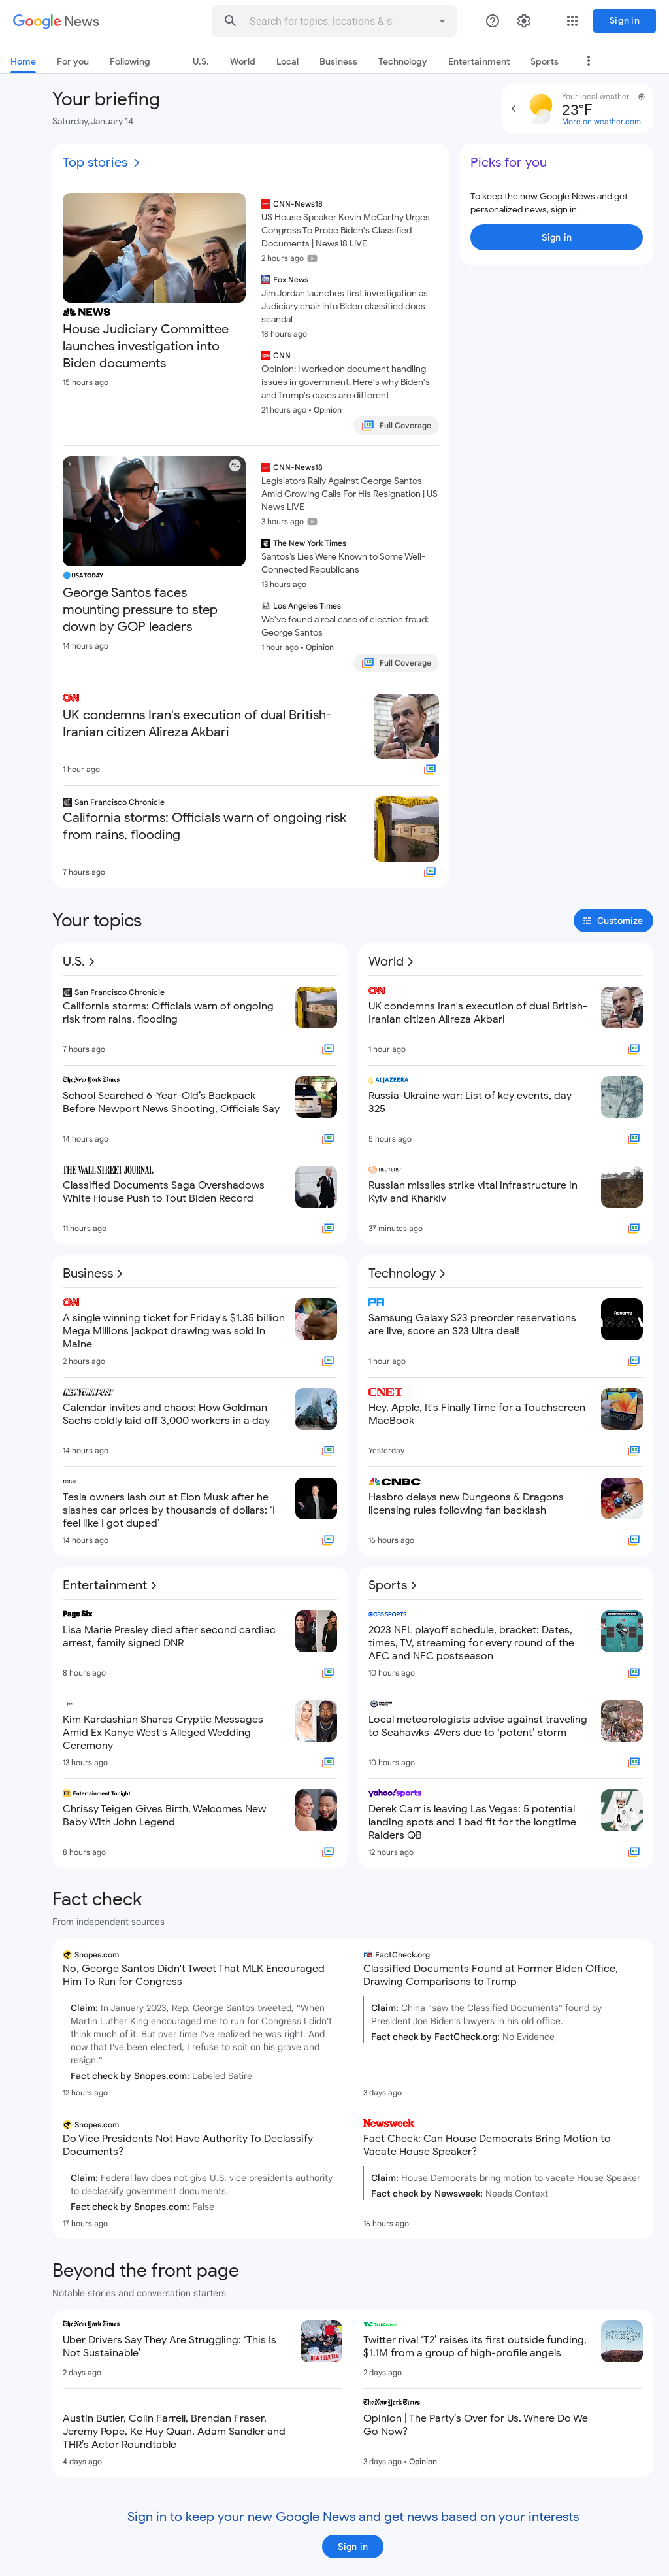 Google News
Search for topics, locations & s
Sign in
Home
For you
Following
U.S.
World
Local
Business
Technology
Entertainment
Sports
Your briefing
Saturday, January 14
Your local weather
23°F
More on weather.com
Top stories
NEWS
House Judiciary Committee
launches investigation into
Biden documents
15 hours ago
CNN-News18
US House Speaker Kevin McCarthy Urges
Congress To Probe Biden's Classified
Documents | News18 LIVE
2 hours ago
Fox News
Jim Jordan launches first investigation as
Judiciary chair into Biden classified docs
scandal
18 hours ago
CNN
Opinion: I worked on document handling
issues in government. Here's why Biden's
and Trump's cases are different
21 hours ago • Opinion
Full Coverage
Picks for you
To keep the new Google News and get
personalized news, sign in
Sign in
USA TODAY
George Santos faces
mounting pressure to step
down by GOP leaders
14 hours ago
CNN-News18
Legislators Rally Against George Santos
Amid Growing Calls For His Resignation | US
News LIVE
3 hours ago
The New York Times
Santos's Lies Were Known to Some Well-
Connected Republicans
13 hours ago
Los Angeles Times
We've found a real case of election fraud:
George Santos
1 hour ago • Opinion
Full Coverage
CNN
UK condemns Iran's execution of dual British-
Iranian citizen Alireza Akbari
1 hour ago
San Francisco Chronicle
California storms: Officials warn of ongoing risk
from rains, flooding
7 hours ago
Your topics
Customize
U.S.
San Francisco Chronicle
California storms: Officials warn of ongoing
risk from rains, flooding
7 hours ago
The New York Times
School Searched 6-Year-Old's Backpack
Before Newport News Shooting, Officials Say
14 hours ago
THE WALL STREET JOURNAL.
Classified Documents Saga Overshadows
White House Push to Tout Biden Record
11 hours ago
World
CNN
UK condemns Iran's execution of dual British-
Iranian citizen Alireza Akbari
1 hour ago
ALJAZEERA
Russia-Ukraine war: List of key events, day
325
5 hours ago
REUTERS
Russian missiles strike vital infrastructure in
Kyiv and Kharkiv
37 minutes ago
Business
CNN
A single winning ticket for Friday's $1.35 billion
Mega Millions jackpot drawing was sold in
Maine
2 hours ago
NEW YORK POST
Calendar invites and chaos: How Goldman
Sachs coldly laid off 3,000 workers in a day
14 hours ago
Tesla owners lash out at Elon Musk after he
slashes car prices by thousands of dollars: 'I
feel like I got duped'
14 hours ago
Technology
PA
Samsung Galaxy S23 preorder reservations
are live, score an S23 Ultra deal!
1 hour ago
Reserve
CNET
Hey, Apple, It's Finally Time for a Touchscreen
MacBook
Yesterday
CNBC
Hasbro delays new Dungeons & Dragons
licensing rules following fan backlash
16 hours ago
Entertainment
Page Six
Lisa Marie Presley died after second cardiac
arrest, family signed DNR
8 hours ago
Kim Kardashian Shares Cryptic Messages
Amid Ex Kanye West's Alleged Wedding
Ceremony
13 hours ago
Entertainment Tonight
Chrissy Teigen Gives Birth, Welcomes New
Baby With John Legend
8 hours ago
Sports
CBS SPORTS
2023 NFL playoff schedule, bracket: Dates,
times, TV, streaming for every round of the
AFC and NFC postseason
10 hours ago
Local meteorologists advise against traveling
to Seahawks-49ers due to 'potent' storm
10 hours ago
yahoo!sports
Derek Carr is leaving Las Vegas: 5 potential
landing spots and 1 bad fit for the longtime
Raiders QB
12 hours ago
Fact check
From independent sources
Snopes.com
No, George Santos Didn't Tweet That MLK Encouraged
Him To Run for Congress
Claim: In January 2023, Rep. George Santos tweeted, "When
Martin Luther King encouraged me to run for Congress I didn't
think much of it. But over time I've realized he was right. And
now that I've been elected, I refuse to spit on his grave and
resign."
Fact check by Snopes.com: Labeled Satire
12 hours ago
FactCheck.org
Classified Documents Found at Former Biden Office,
Drawing Comparisons to Trump
Claim: China "saw the Classified Documents" found by
President Joe Biden's lawyers in his old office.
Fact check by FactCheck.org: No Evidence
3 days ago
Snopes.com
Do Vice Presidents Not Have Authority To Declassify
Documents?
Claim: Federal law does not give U.S. vice presidents authority
to declassify government documents.
Fact check by Snopes.com: False
17 hours ago
Newsweek
Fact Check: Can House Democrats Bring Motion to
Vacate House Speaker?
Claim: House Democrats bring motion to vacate House Speaker
Fact check by Newsweek: Needs Context
16 hours ago
Beyond the front page
Notable stories and conversation starters
The New York Times
Uber Drivers Say They Are Struggling: 'This Is
Not Sustainable'
2 days ago
TC TechCrunch
Twitter rival 'T2' raises its first outside funding,
$1.1M from a group of high-profile angels
2 days ago
Austin Butler, Colin Farrell, Brendan Fraser,
Jeremy Pope, Ke Huy Quan, Adam Sandler and
THR's Actor Roundtable
4 days ago
The New York Times
Opinion | The Party's Over for Us. Where Do We
Go Now?
3 days ago • Opinion
Sign in to keep your new Google News and get news based on your interests
Sign in